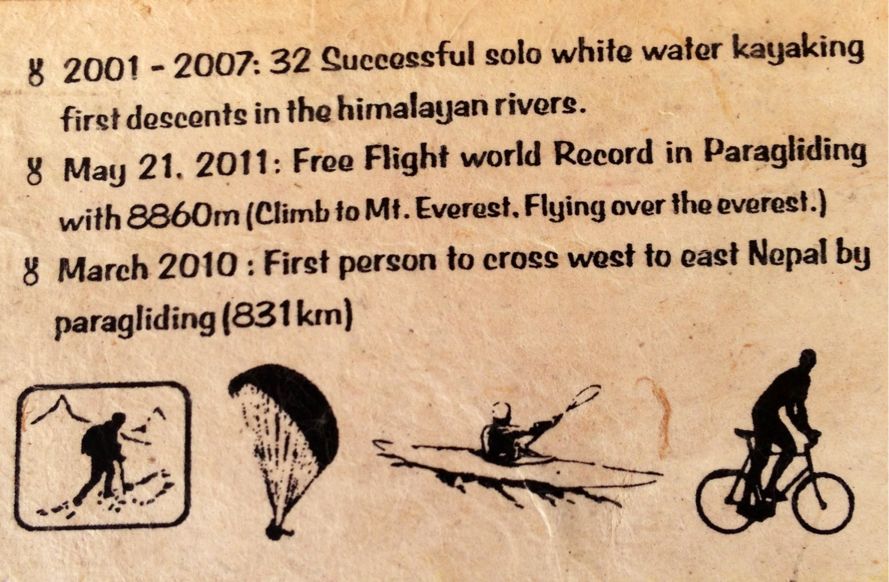 2001 - 2007: 32 Successful solo white water kayaking
first descents in the himalayan rivers.
May 21. 2011: Free Flight world Record in Paragliding
with 8860m (Climb to Mt. Everest. Flying over the everest.)
March 2010 : First person to cross west to east Nepal by
paragliding (831km)